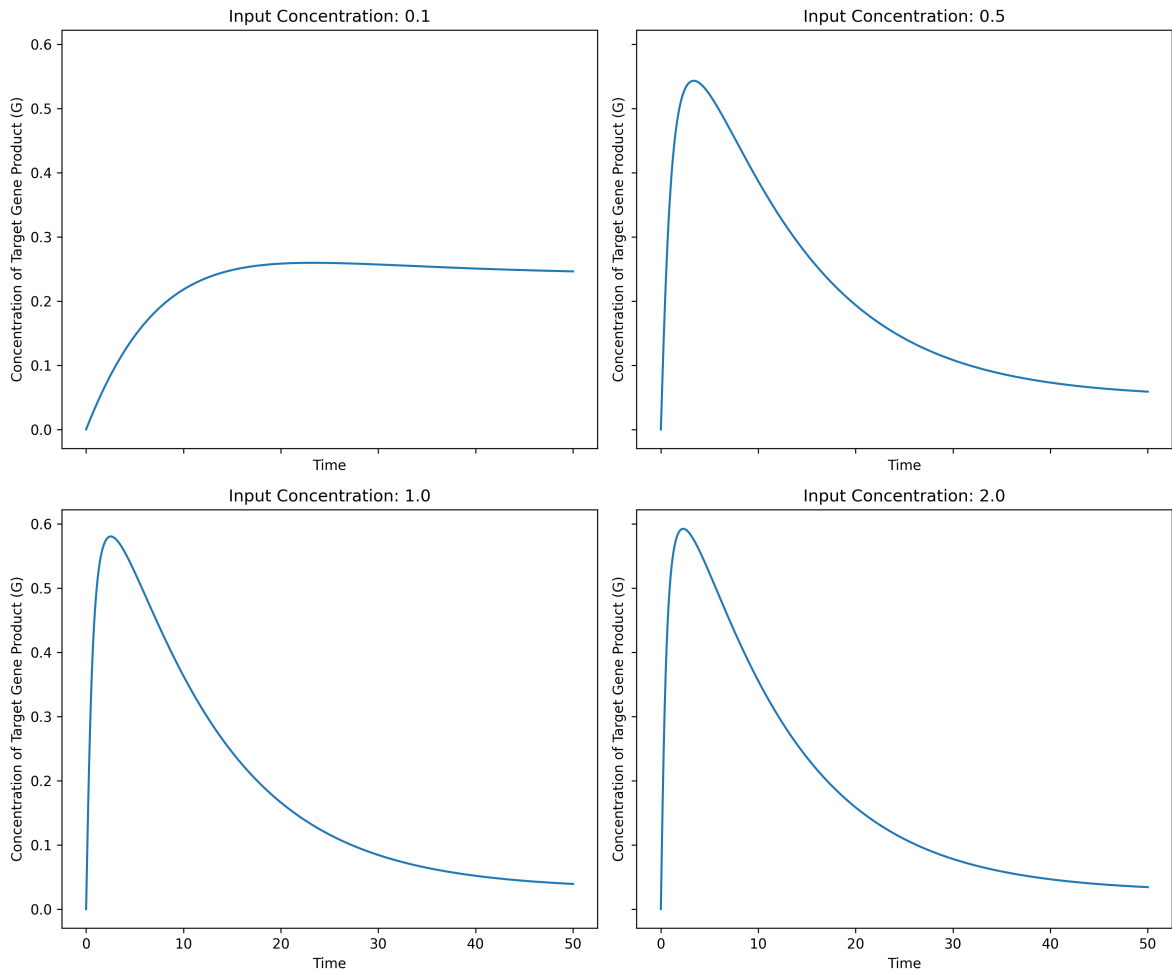 Input Concentration: 0.1
Concentration of Target Gene Product (G)
0.6
0.5
0.4
0.3
0.2
0.1
0.0
Time
Input Concentration: 0.5
Concentration of Target Gene Product (G)
Time
Input Concentration: 1.0
Concentration of Target Gene Product (G)
0.6
0.5
0.4
0.3
0.2
0.1
0.0
0 10 20 30 40 50
Time
Input Concentration: 2.0
Concentration of Target Gene Product (G)
0 10 20 30 40 50
Time